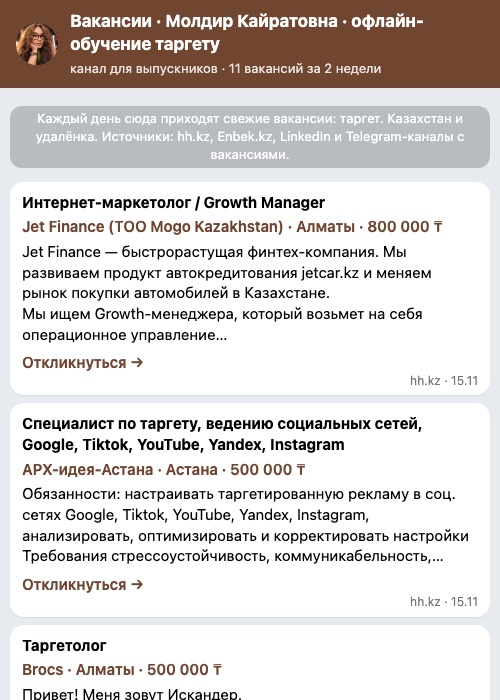 Вакансии · Молдир Кайратовна · офлайн-
обучение таргету
канал для выпускников · 11 вакансий за 2 недели
Каждый день сюда приходят свежие вакансии: таргет. Казахстан и
удалёнка. Источники: hh.kz, Enbek.kz, LinkedIn и Telegram-каналы с
вакансиями.
Интернет-маркетолог / Growth Manager
Jet Finance (ТОО Mogo Kazakhstan) · Алматы · 800 000 ₸
Jet Finance — быстрорастущая финтех-компания. Мы
развиваем продукт автокредитования jetcar.kz и меняем
рынок покупки автомобилей в Казахстане.
Мы ищем Growth-менеджера, который возьмет на себя
операционное управление...
Откликнуться →
hh.kz · 15.11
Специалист по таргету, ведению социальных сетей,
Google, Tiktok, YouTube, Yandex, Instagram
АРХ-идея-Астана · Астана · 500 000 ₸
Обязанности: настраивать таргетированную рекламу в соц.
сетях Google, Tiktok, YouTube, Yandex, Instagram,
анализировать, оптимизировать и корректировать настройки
Требования стрессоустойчивость, коммуникабельность,...
Откликнуться →
hh.kz · 15.11
Таргетолог
Brocs · Алматы · 500 000 ₸
Привет! Меня зовут Искандер.